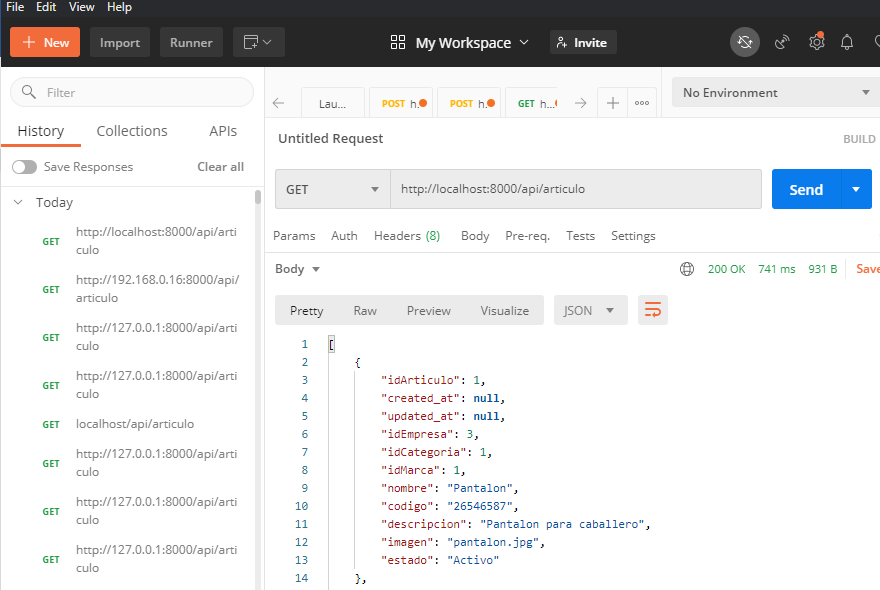 File Edit View Help
New Import Runner My Workspace Invite
Filter
History Collections APIs
Save Responses Clear all
Today
GET http://localhost:8000/api/arti
culo
GET http://192.168.0.16:8000/api/
articulo
GET http://127.0.0.1:8000/api/arti
culo
GET http://127.0.0.1:8000/api/arti
culo
GET localhost/api/articulo
GET http://127.0.0.1:8000/api/arti
culo
GET http://127.0.0.1:8000/api/arti
culo
GET http://127.0.0.1:8000/api/arti
culo
Lau... POST h. POST h. GET h... No Environment
Untitled Request BUILD
GET http://localhost:8000/api/articulo Send
Params Auth Headers (8) Body Pre-req. Tests Settings
Body 200 OK 741 ms 931 B Save
Pretty Raw Preview Visualize JSON
1 [
2 {
3 "idArticulo": 1,
4 "created_at": null,
5 "updated_at": null,
6 "idEmpresa": 3,
7 "idCategoria": 1,
8 "idMarca": 1,
9 "nombre": "Pantalon",
10 "codigo": "26546587",
11 "descripcion": "Pantalon para caballero",
12 "imagen": "pantalon.jpg",
13 "estado": "Activo"
14 },